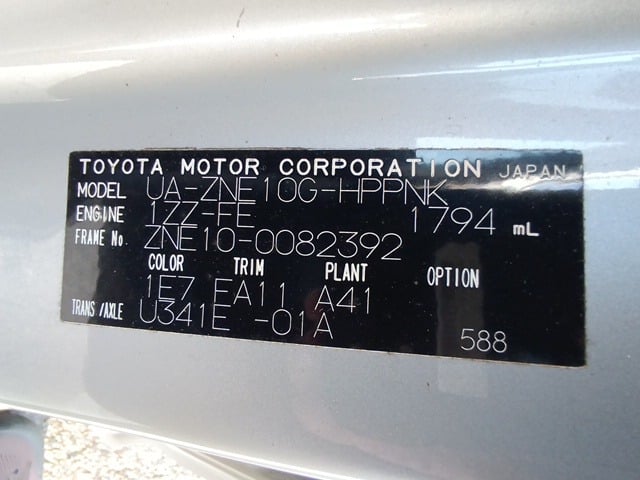 TOYOTA MOTOR CORPORATION JAPAN
MODEL UA-ZNE10G-HPPNK
ENGINE 1ZZ-FE 1794 mL
FRAME No. ZNE10-0082392
COLOR TRIM PLANT OPTION
1E7 FA11 A41
TRANS/AXLE U341E -01A
588